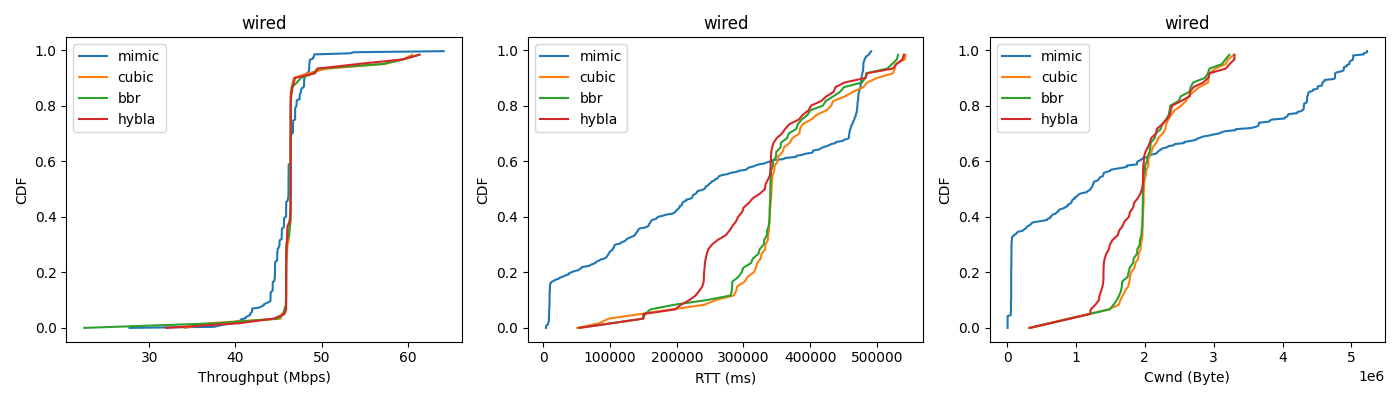 wired
mimic
cubic
bbr
hybla
CDF
1.0
0.8
0.6
0.4
0.2
0.0
30 40 50 60
Throughput (Mbps)
wired
mimic
cubic
bbr
hybla
CDF
1.0
0.8
0.6
0.4
0.2
0.0
0 100000 200000 300000 400000 500000
RTT (ms)
wired
mimic
cubic
bbr
hybla
CDF
1.0
0.8
0.6
0.4
0.2
0.0
0 1 2 3 4 5
1e6
Cwnd (Byte)